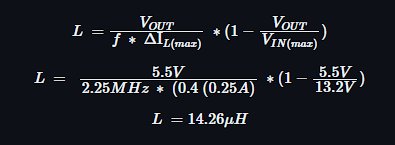 L = V_OUT / (f * ΔI_L(max)) * (1 − V_OUT / V_IN(max))
L = 5.5V / (2.25MHz * (0.4 (0.25A)) * (1 − 5.5V / 13.2V)
L = 14.26μH